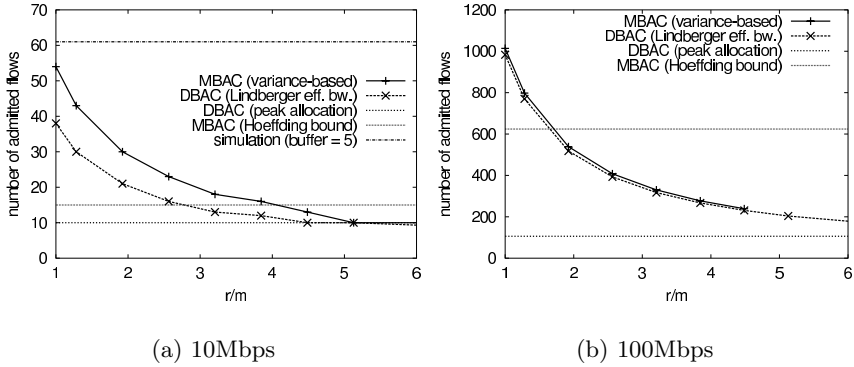 number of admitted flows
70
60
50
40
30
20
10
0
MBAC (variance-based)
DBAC (Lindberger eff. bw.)
DBAC (peak allocation)
MBAC (Hoeffding bound)
simulation (buffer = 5)
1 2 3 4 5 6
r/m
(a) 10Mbps
number of admitted flows
1200
1000
800
600
400
200
0
MBAC (variance-based)
DBAC (Lindberger eff. bw.)
DBAC (peak allocation)
MBAC (Hoeffding bound)
1 2 3 4 5 6
r/m
(b) 100Mbps